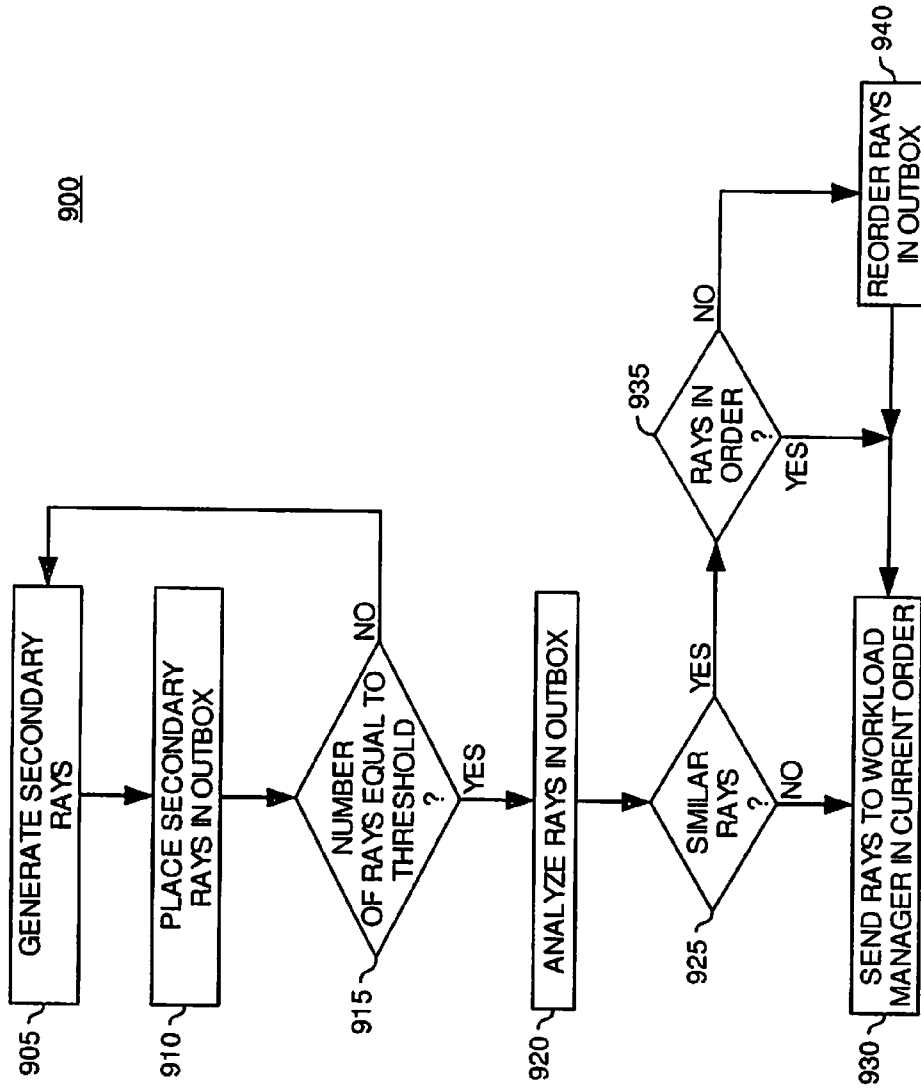 900
905
GENERATE SECONDARY
RAYS
910
PLACE SECONDARY
RAYS IN OUTBOX
915
NUMBER
OF RAYS EQUAL TO
THRESHOLD
?
NO
YES
920
ANALYZE RAYS IN OUTBOX
925
SIMILAR
RAYS
?
YES
NO
935
RAYS IN
ORDER
?
NO
YES
930
SEND RAYS TO WORKLOAD
MANAGER IN CURRENT ORDER
940
REORDER RAYS
IN OUTBOX